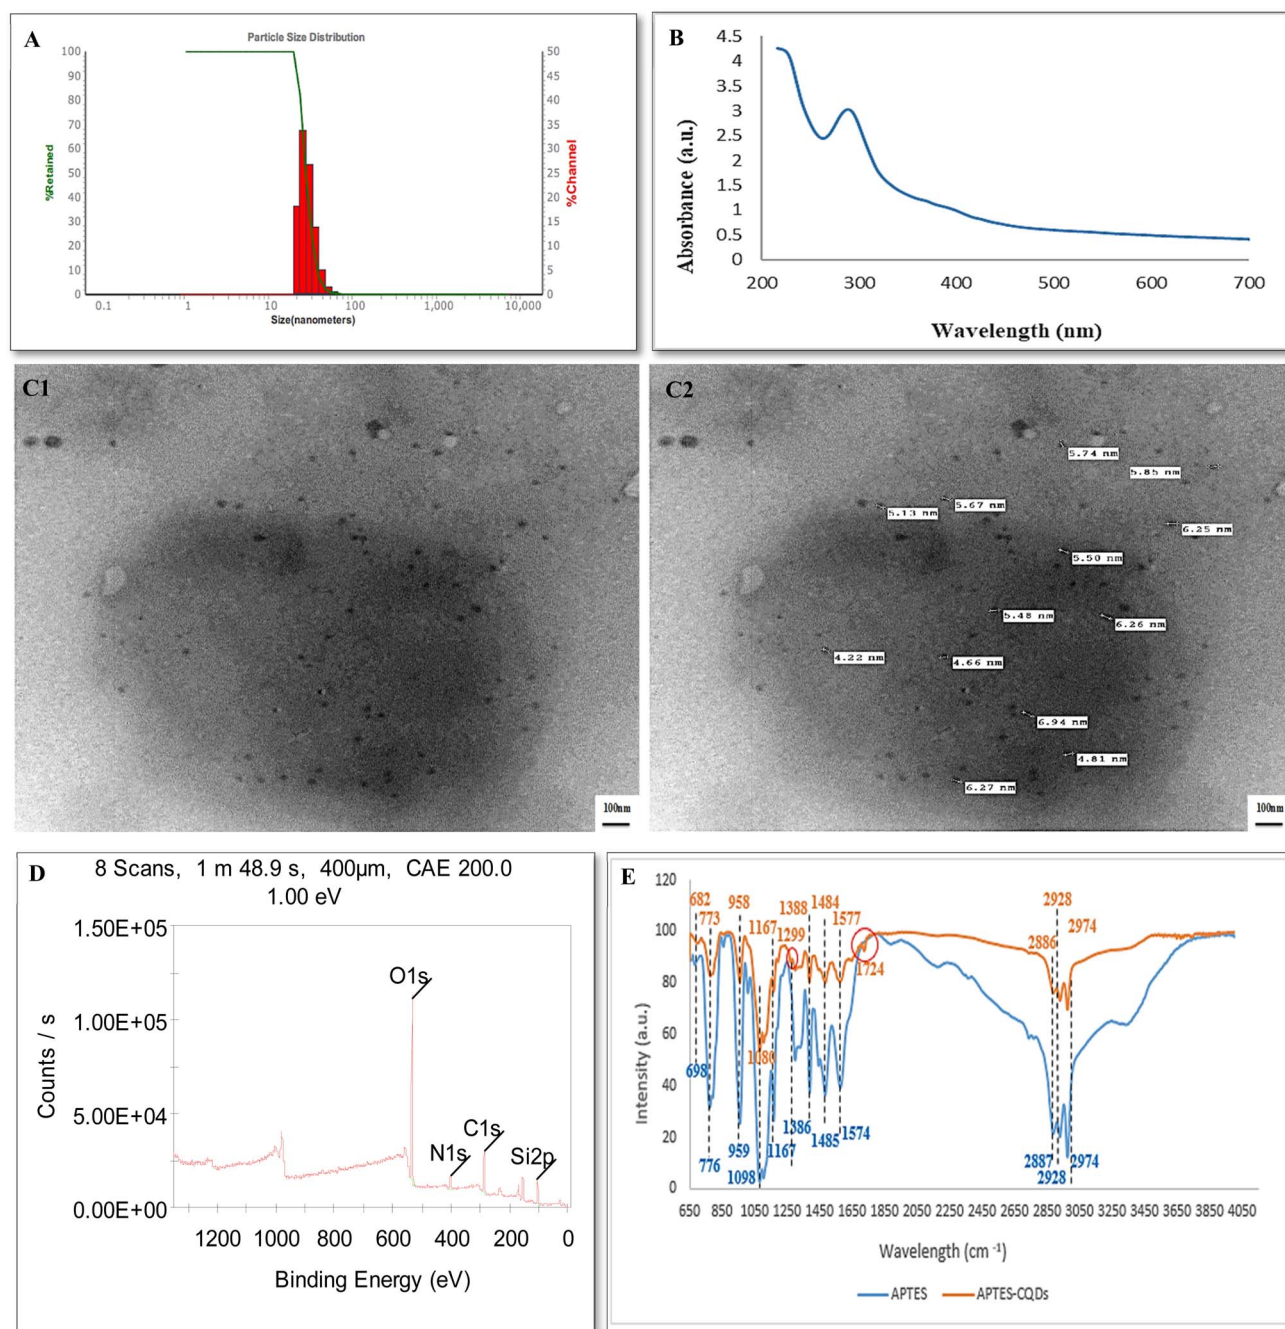 A
Particle Size Distribution
100
90
80
70
60
50
40
30
20
10
0
%Retained
50
45
40
35
30
25
20
15
10
5
0
%Channel
0.1 1 10 100 1,000 10,000
Size(nanometers)
B
4.5
4
3.5
3
2.5
2
1.5
1
0.5
0
Absorbance (a.u.)
200 300 400 500 600 700
Wavelength (nm)
C1
100nm
C2
5.74 nm
5.85 nm
5.13 nm
5.67 nm
6.25 nm
5.50 nm
5.48 nm
6.26 nm
4.22 nm
4.66 nm
6.94 nm
4.81 nm
6.27 nm
100nm
D
8 Scans, 1 m 48.9 s, 400µm, CAE 200.0
1.00 eV
1.50E+05
1.00E+05
5.00E+04
0.00E+00
Counts / s
O1s
N1s
C1s
Si2p
1200 1000 800 600 400 200 0
Binding Energy (eV)
E
120
100
80
60
40
20
0
Intensity (a.u.)
682
773
958
1167
1299
1388
1484
1577
1724
2886
2928
2974
1080
698
776
959
1098
1167
1386
1485
1574
2887
2928
2974
650 850 1050 1250 1450 1650 1850 2050 2250 2450 2650 2850 3050 3250 3450 3650 3850 4050
Wavelength (cm -1)
APTES APTES-CQDs